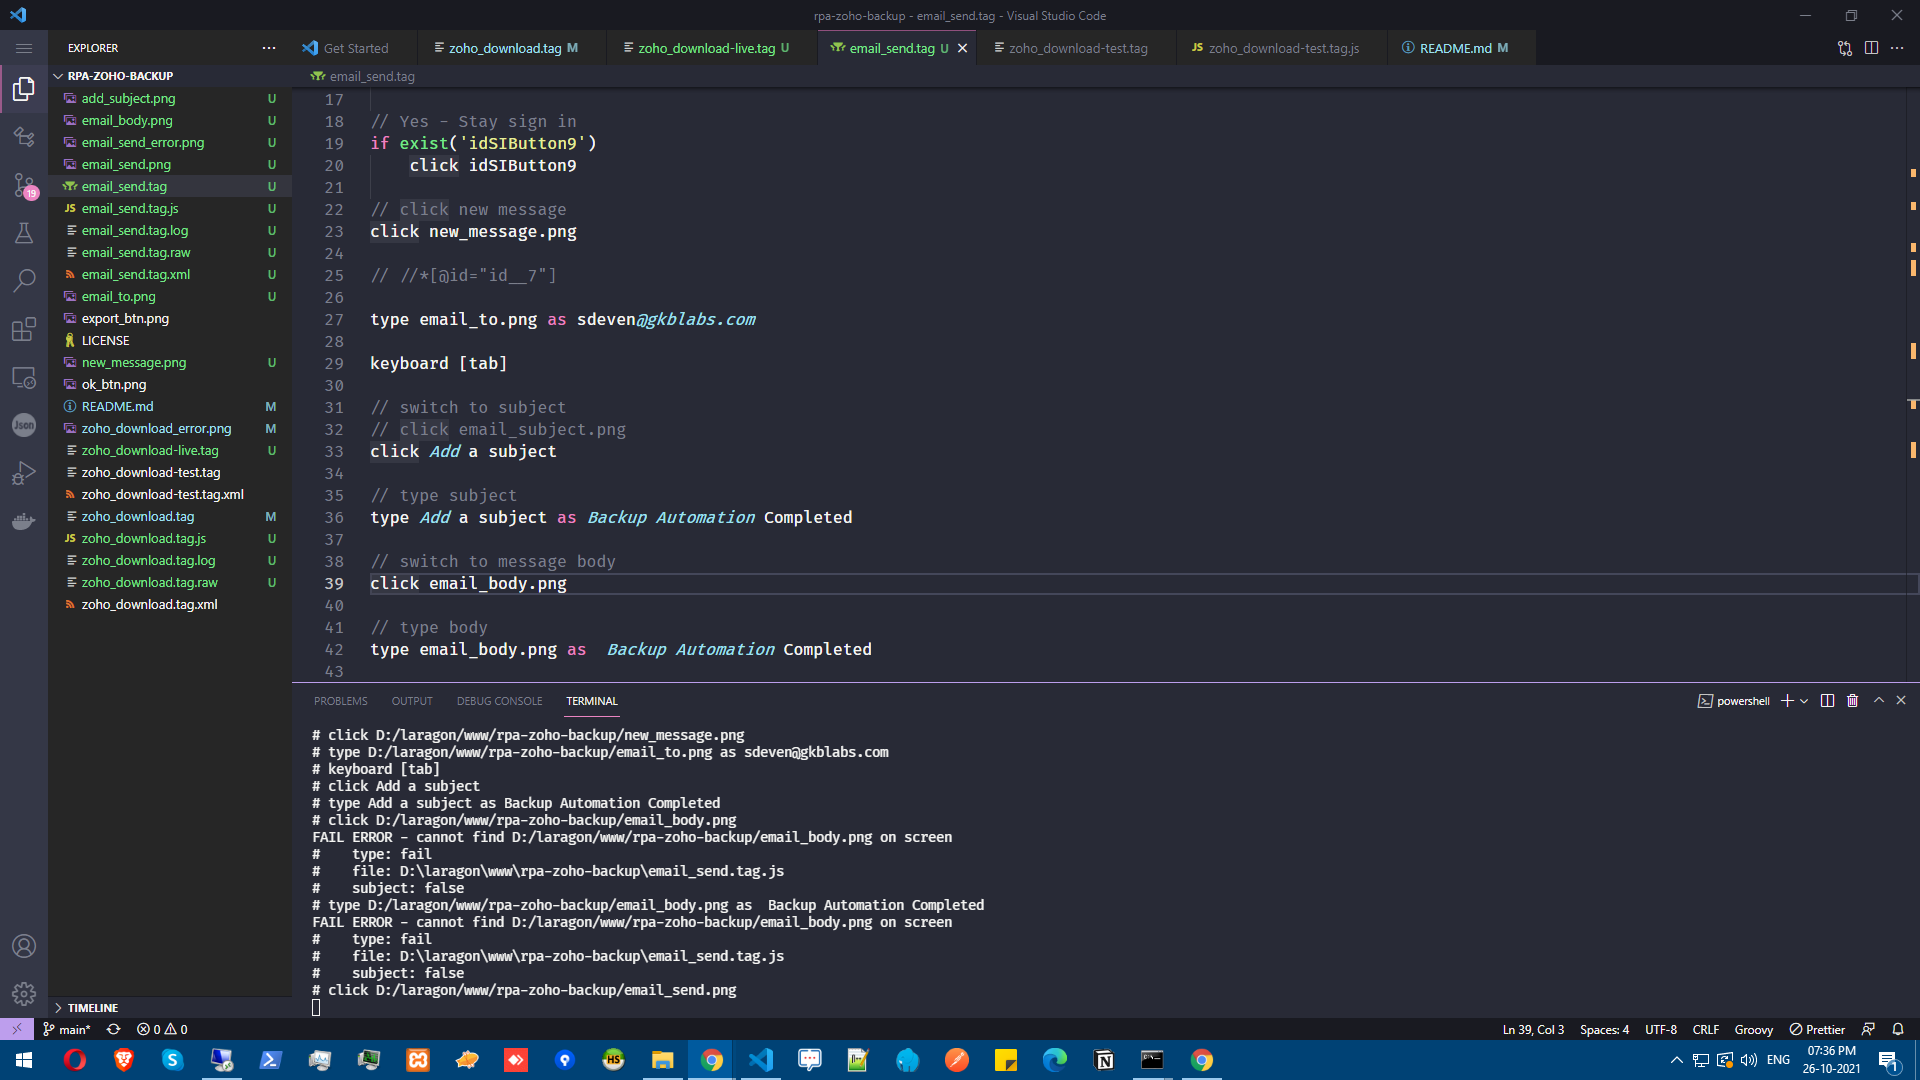 rpa-zoho-backup - email_send.tag - Visual Studio Code
EXPLORER
Get Started
zoho_download.tag M
zoho_download-live.tag U
email_send.tag U
zoho_download-test.tag
JS zoho_download-test.tag.js
README.md M
RPA-ZOHO-BACKUP
email_send.tag
add_subject.png U
email_body.png U
email_send_error.png U
email_send.png U
email_send.tag U
JS email_send.tag.js U
email_send.tag.log U
email_send.tag.raw U
email_send.tag.xml U
email_to.png U
export_btn.png
LICENSE
new_message.png U
ok_btn.png
README.md M
zoho_download_error.png M
zoho_download-live.tag U
zoho_download-test.tag
zoho_download-test.tag.xml
zoho_download.tag M
JS zoho_download.tag.js U
zoho_download.tag.log U
zoho_download.tag.raw U
zoho_download.tag.xml
19
Json
TIMELINE
17
18 // Yes - Stay sign in
19 if exist('idSIButton9')
20 click idSIButton9
21
22 // click new message
23 click new_message.png
24
25 // //*[@id="id__7"]
26
27 type email_to.png as sdeven@gkblabs.com
28
29 keyboard [tab]
30
31 // switch to subject
32 // click email_subject.png
33 click Add a subject
34
35 // type subject
36 type Add a subject as Backup Automation Completed
37
38 // switch to message body
39 click email_body.png
40
41 // type body
42 type email_body.png as  Backup Automation Completed
43
PROBLEMS OUTPUT DEBUG CONSOLE TERMINAL
powershell
# click D:/laragon/www/rpa-zoho-backup/new_message.png
# type D:/laragon/www/rpa-zoho-backup/email_to.png as sdeven@gkblabs.com
# keyboard [tab]
# click Add a subject
# type Add a subject as Backup Automation Completed
# click D:/laragon/www/rpa-zoho-backup/email_body.png
FAIL ERROR - cannot find D:/laragon/www/rpa-zoho-backup/email_body.png on screen
#    type: fail
#    file: D:\laragon\www\rpa-zoho-backup\email_send.tag.js
#    subject: false
# type D:/laragon/www/rpa-zoho-backup/email_body.png as  Backup Automation Completed
FAIL ERROR - cannot find D:/laragon/www/rpa-zoho-backup/email_body.png on screen
#    type: fail
#    file: D:\laragon\www\rpa-zoho-backup\email_send.tag.js
#    subject: false
# click D:/laragon/www/rpa-zoho-backup/email_send.png
main* 0 0
Ln 39, Col 3 Spaces: 4 UTF-8 CRLF Groovy Prettier
HS
ENG
07:36 PM
26-10-2021
1